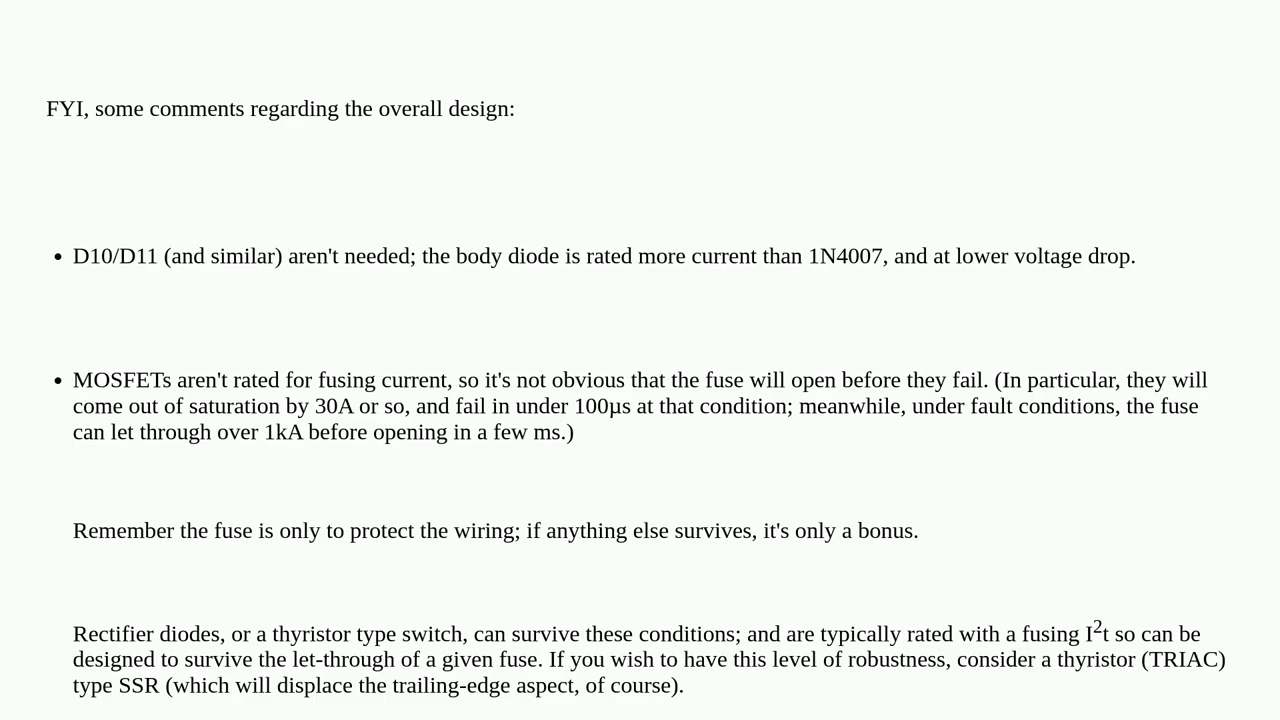 FYI, some comments regarding the overall design:
• D10/D11 (and similar) aren't needed; the body diode is rated more current than 1N4007, and at lower voltage drop.
• MOSFETs aren't rated for fusing current, so it's not obvious that the fuse will open before they fail. (In particular, they will
come out of saturation by 30A or so, and fail in under 100µs at that condition; meanwhile, under fault conditions, the fuse
can let through over 1kA before opening in a few ms.)
Remember the fuse is only to protect the wiring; if anything else survives, it's only a bonus.
Rectifier diodes, or a thyristor type switch, can survive these conditions; and are typically rated with a fusing I²t so can be
designed to survive the let-through of a given fuse. If you wish to have this level of robustness, consider a thyristor (TRIAC)
type SSR (which will displace the trailing-edge aspect, of course).